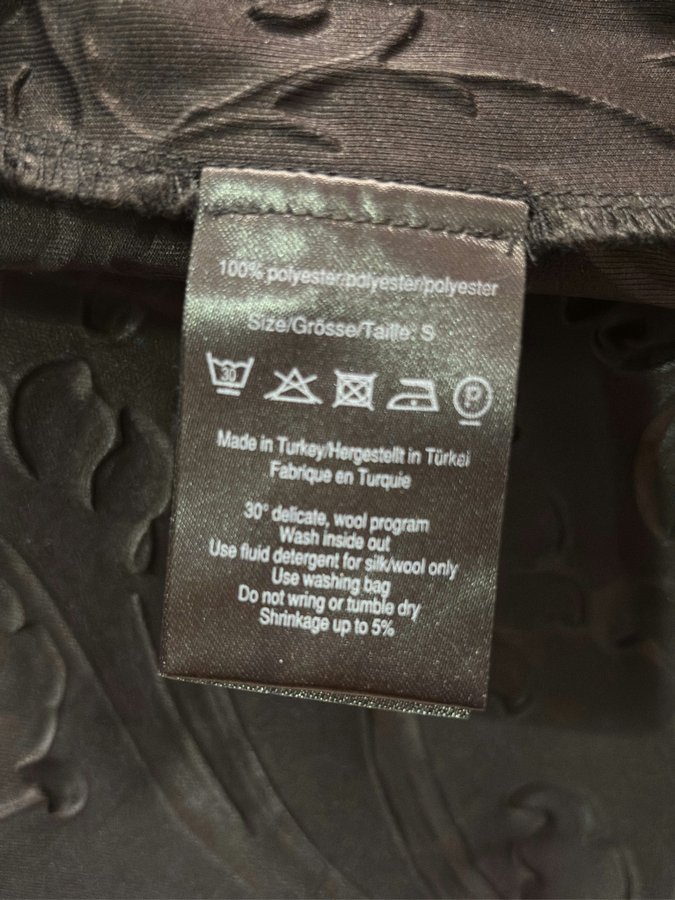 100% polyester/polyester/polyester
Size/Grösse/Taille: S
30 P
Made in Turkey/Hergestellt in Türkei
Fabrique en Turquie
30° delicate, wool program
Wash inside out
Use fluid detergent for silk/wool only
Use washing bag
Do not wring or tumble dry
Shrinkage up to 5%